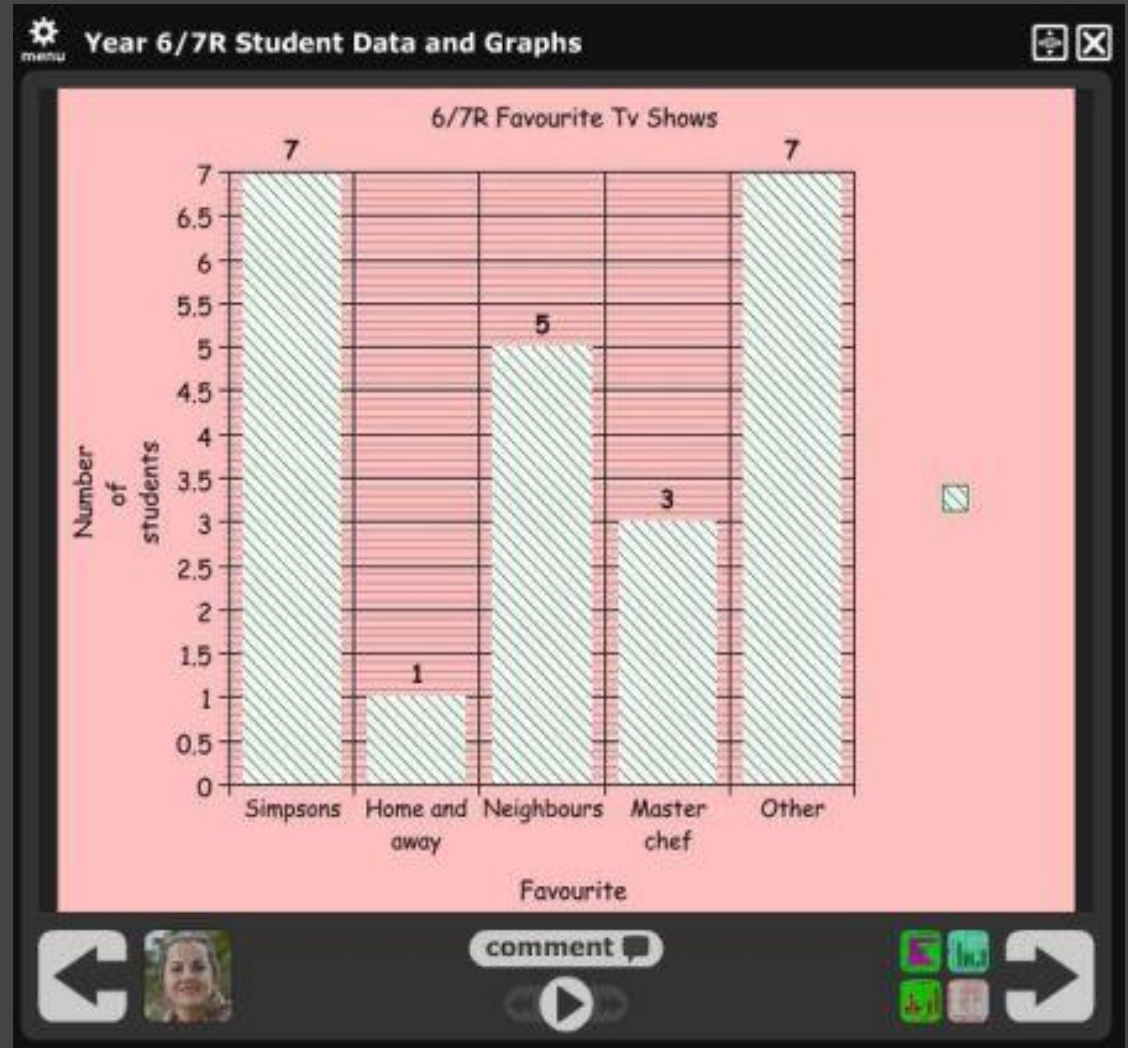 menu
Year 6/7R Student Data and Graphs
6/7R Favourite Tv Shows
7
7
7
6.5
6
5.5
5
5
4.5
4
3.5
3
3
2.5
2
1.5
1
1
0.5
0
Number
of
students
Simpsons
Home and
away
Neighbours
Master
chef
Other
Favourite
comment